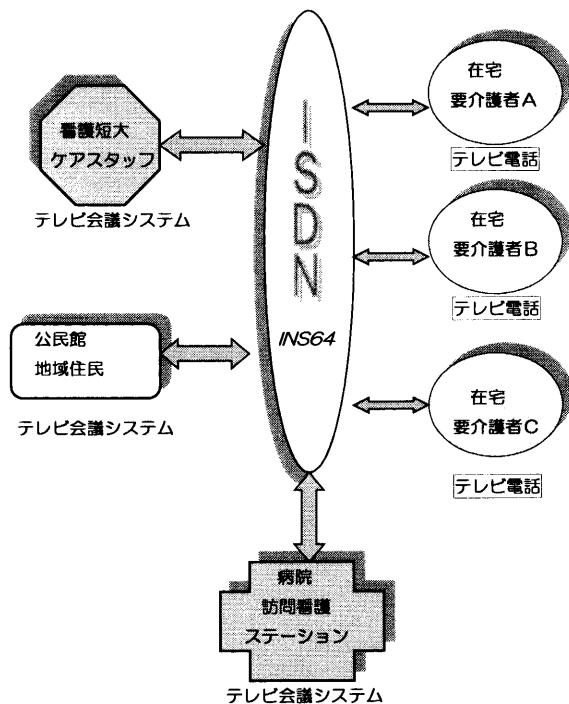 看護短大
ケアスタッフ
テレビ会議システム
公民館
地域住民
テレビ会議システム
ISDN
INS64
在宅
要介護者A
テレビ電話
在宅
要介護者B
テレビ電話
在宅
要介護者C
テレビ電話
病院
訪問看護
ステーション
テレビ会議システム